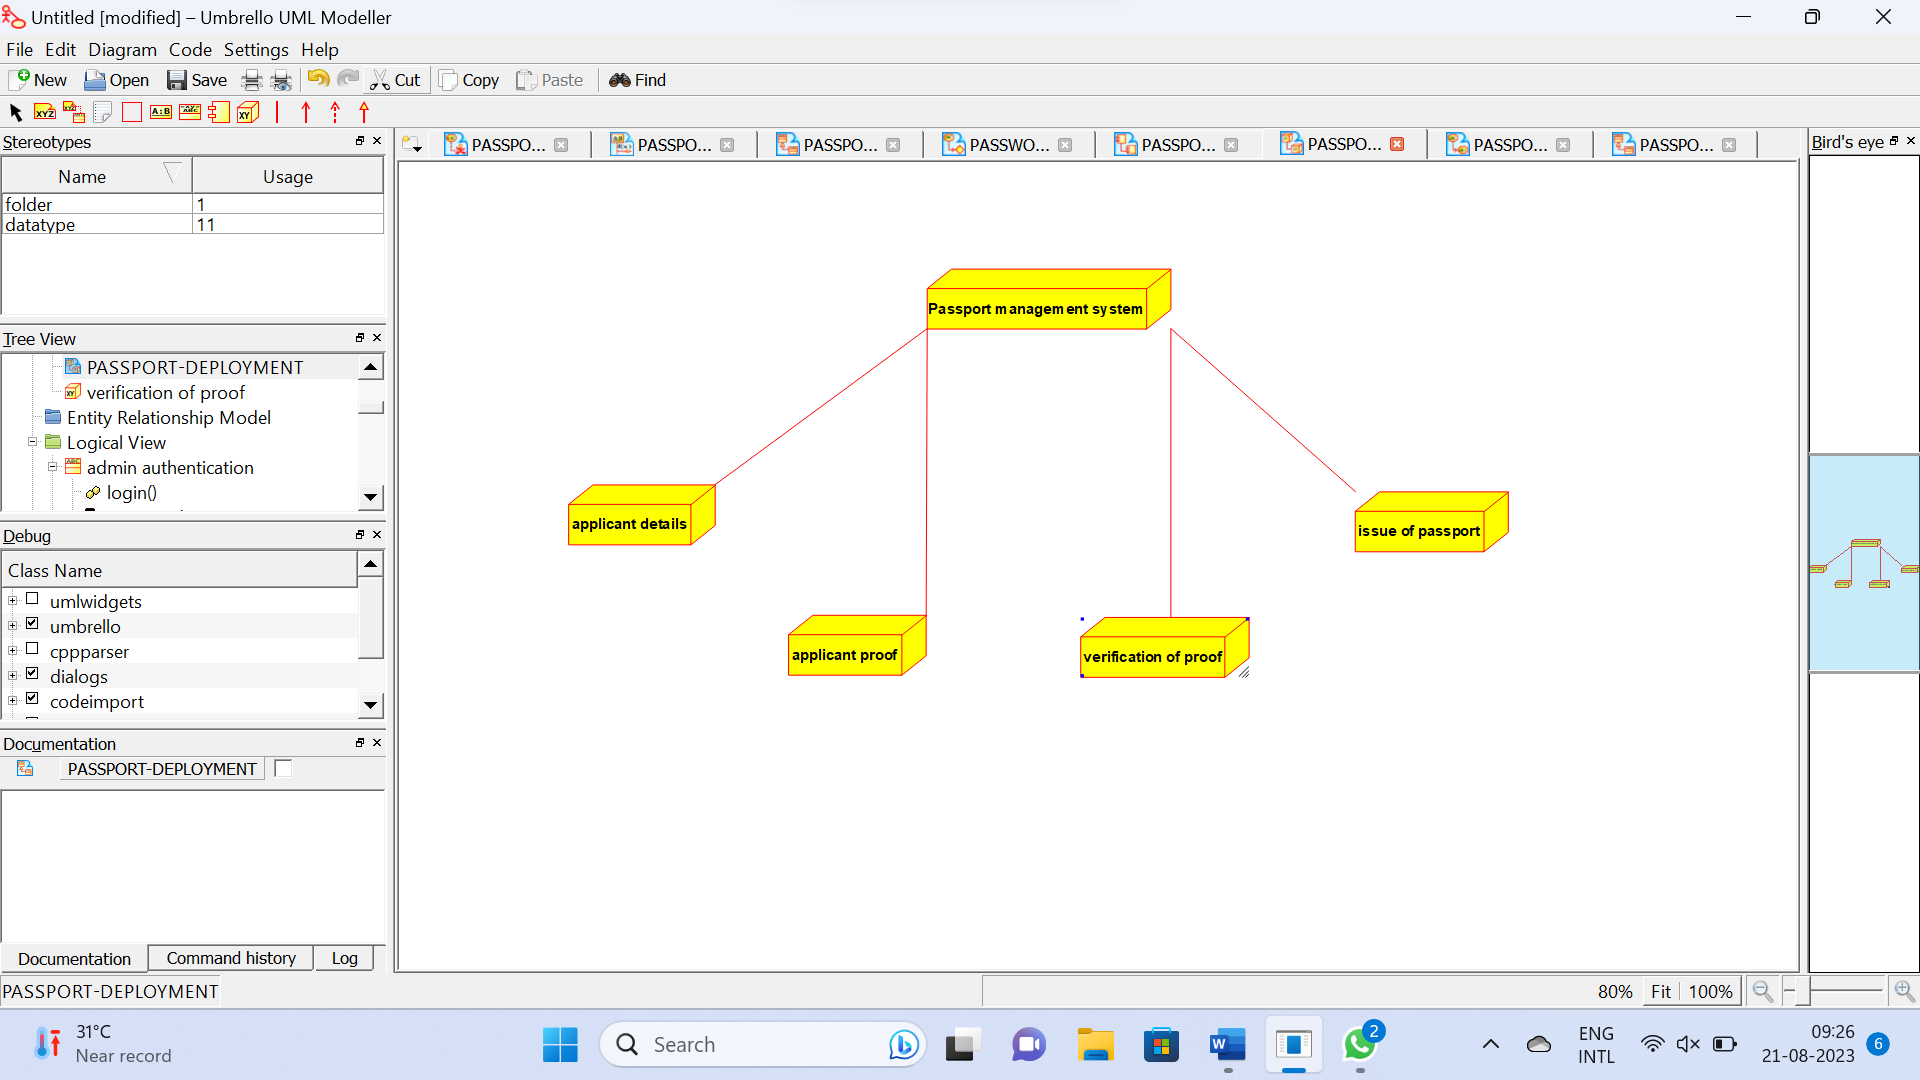 Untitled [modified] – Umbrello UML Modeller
File Edit Diagram Code Settings Help
New Open Save Cut Copy Paste Find
Stereotypes
Name Usage
folder 1
datatype 11
Tree View
PASSPORT-DEPLOYMENT
verification of proof
Entity Relationship Model
Logical View
admin authentication
login()
Debug
Class Name
umlwidgets
umbrello
cppparser
dialogs
codeimport
Documentation
PASSPORT-DEPLOYMENT
Documentation Command history Log
PASSPO... PASSPO... PASSPO... PASSWO... PASSPO... PASSPO... PASSPO... PASSPO...
Passport management system
applicant details
issue of passport
applicant proof
verification of proof
Bird's eye
PASSPORT-DEPLOYMENT
80% Fit 100%
31°C
Near record
Search
2
ENG
INTL
09:26
21-08-2023
6